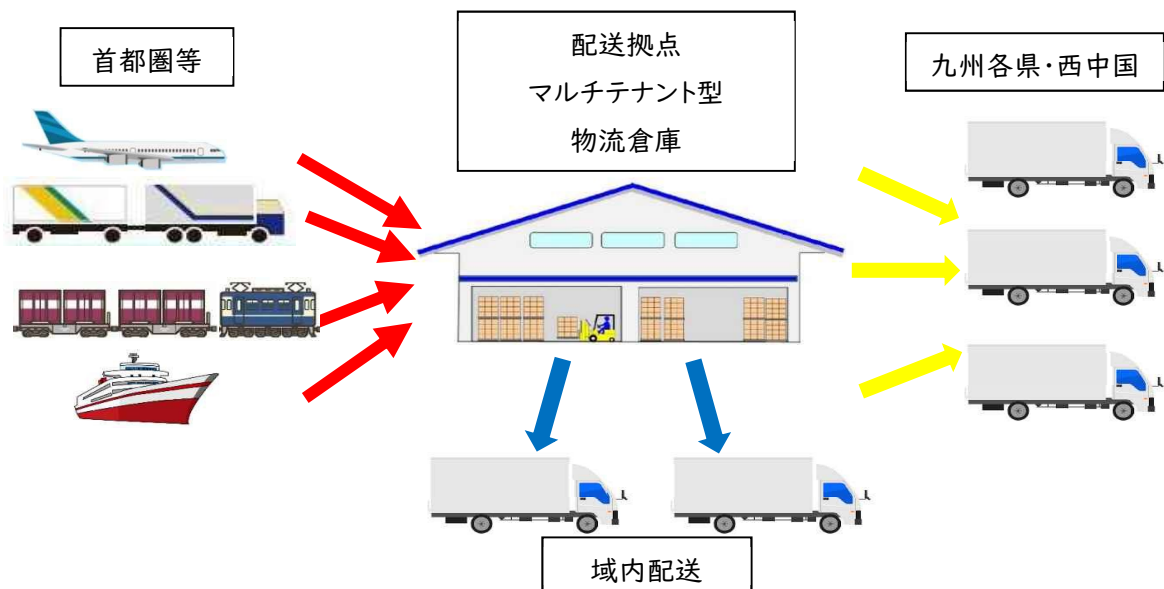 首都圏等
配送拠点
マルチテナント型
物流倉庫
九州各県・西中国
域内配送